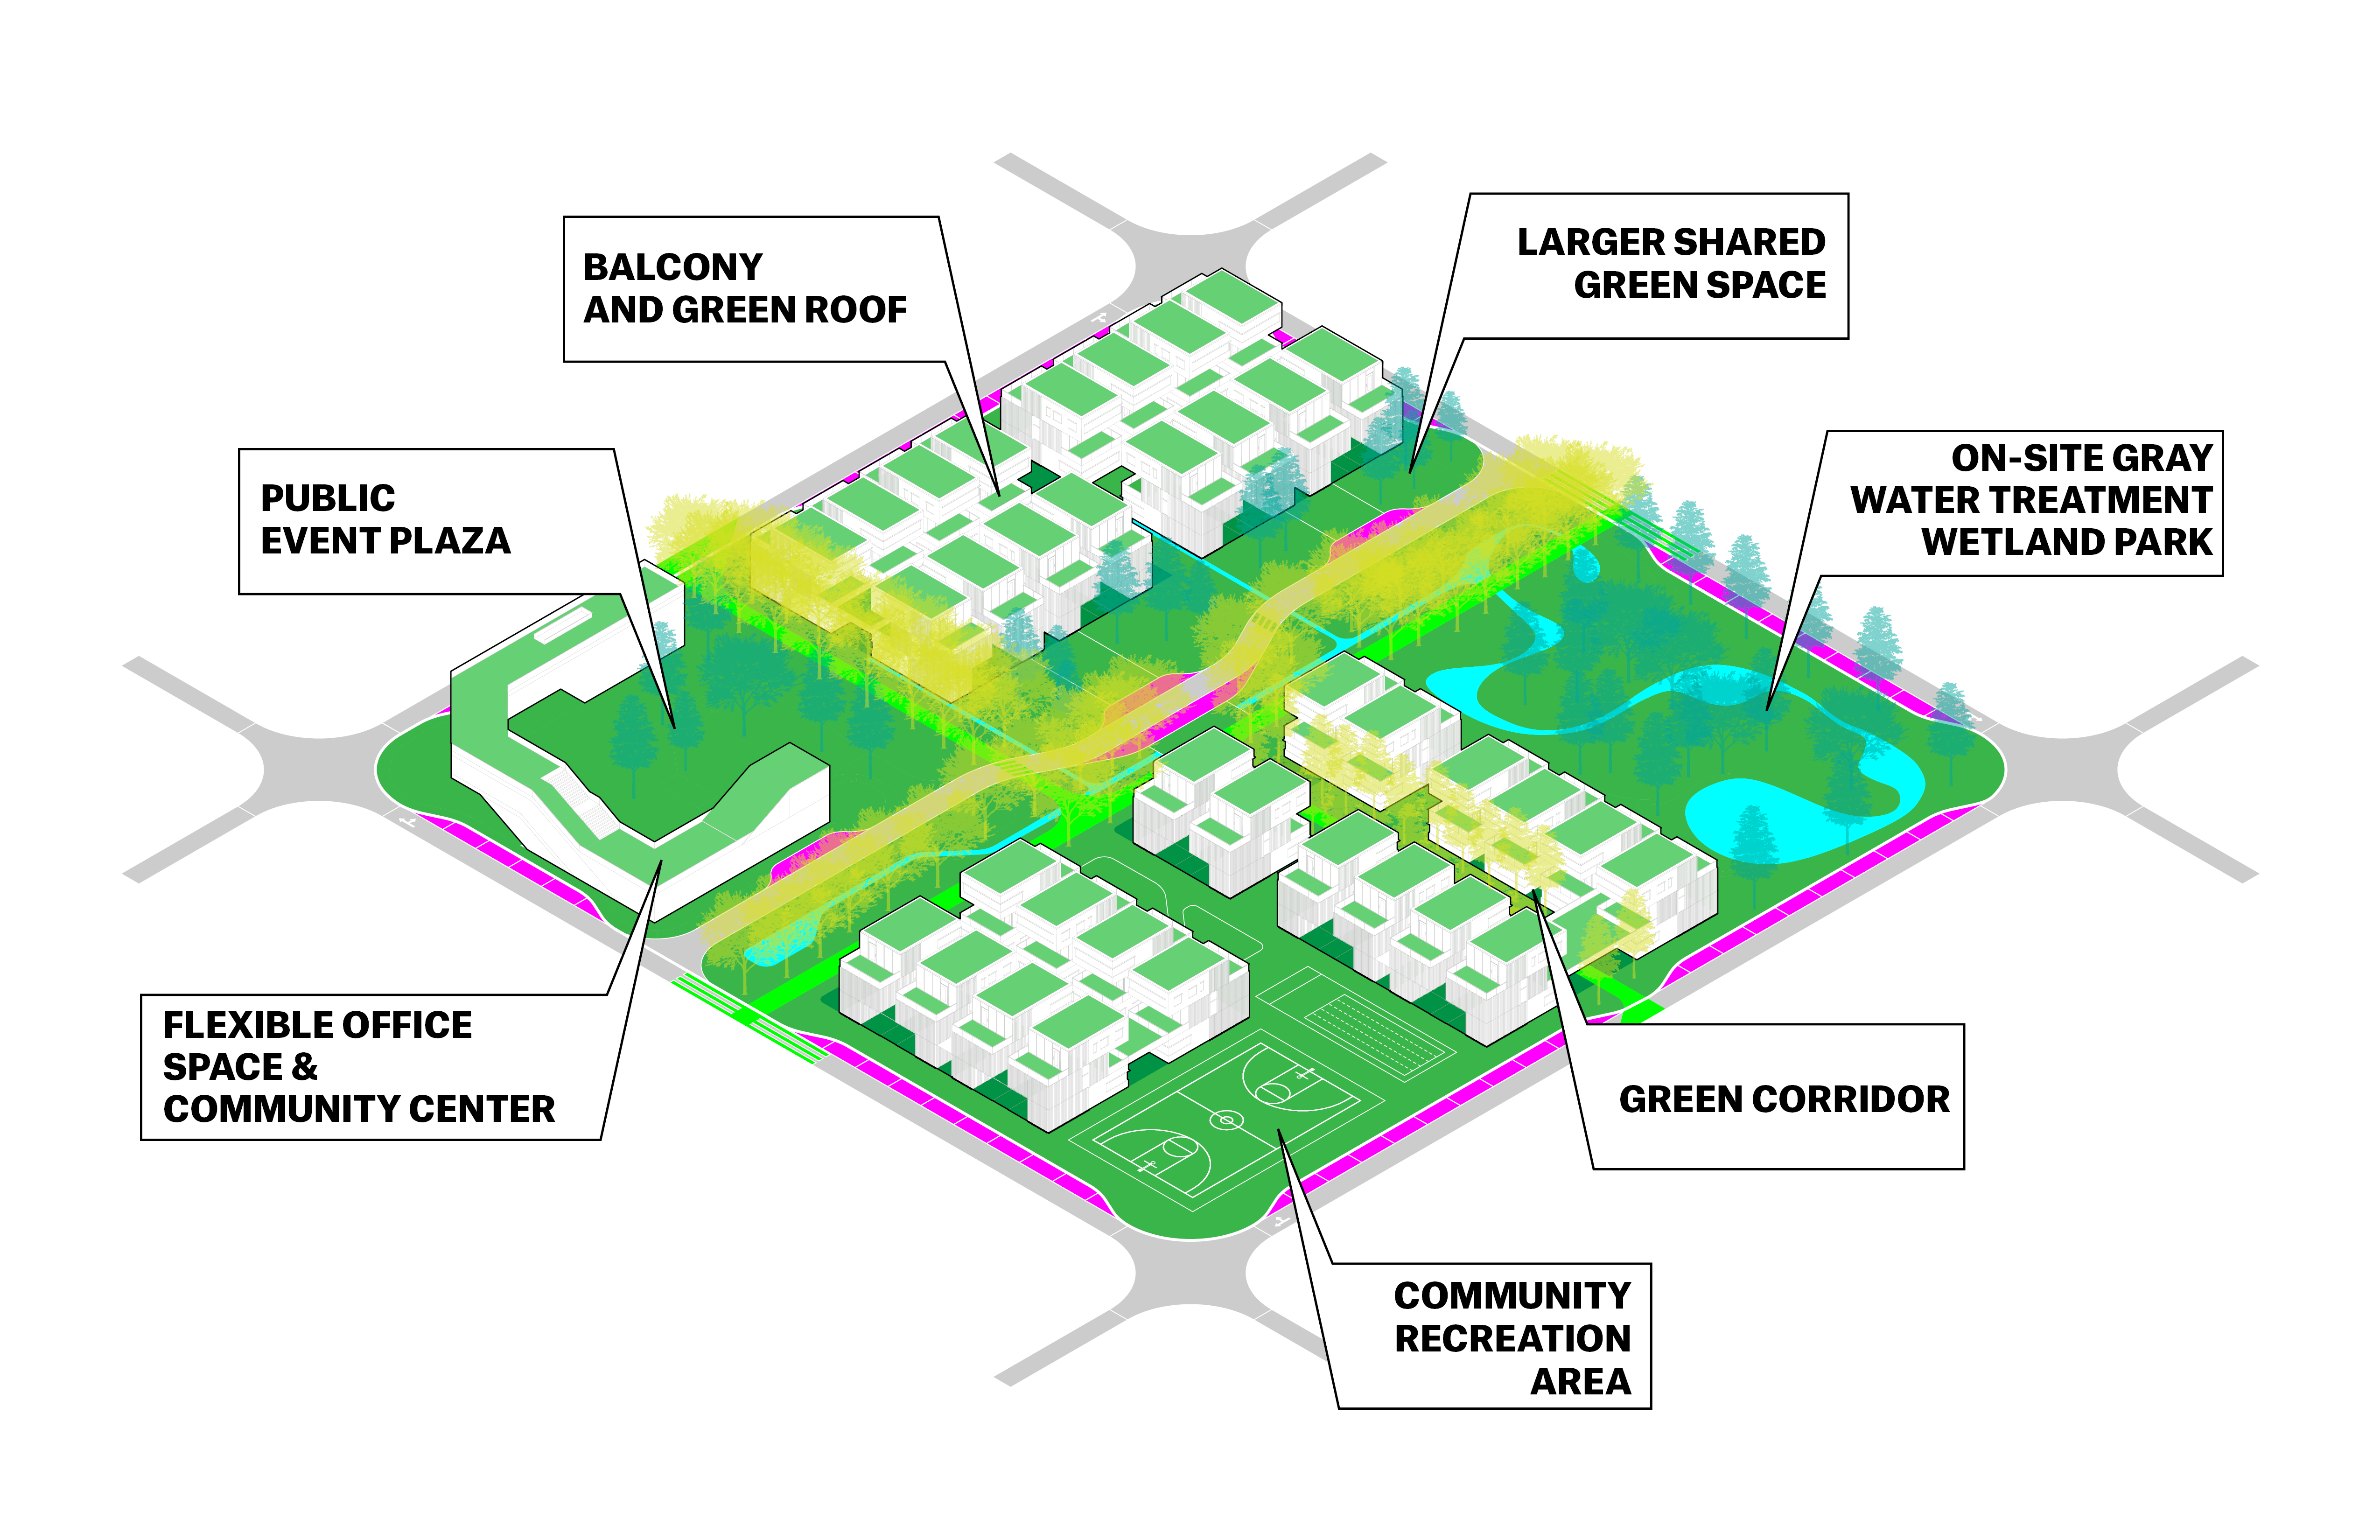 BALCONY
AND GREEN ROOF
LARGER SHARED
GREEN SPACE
PUBLIC
EVENT PLAZA
ON-SITE GRAY
WATER TREATMENT
WETLAND PARK
FLEXIBLE OFFICE
SPACE &
COMMUNITY CENTER
GREEN CORRIDOR
COMMUNITY
RECREATION
AREA